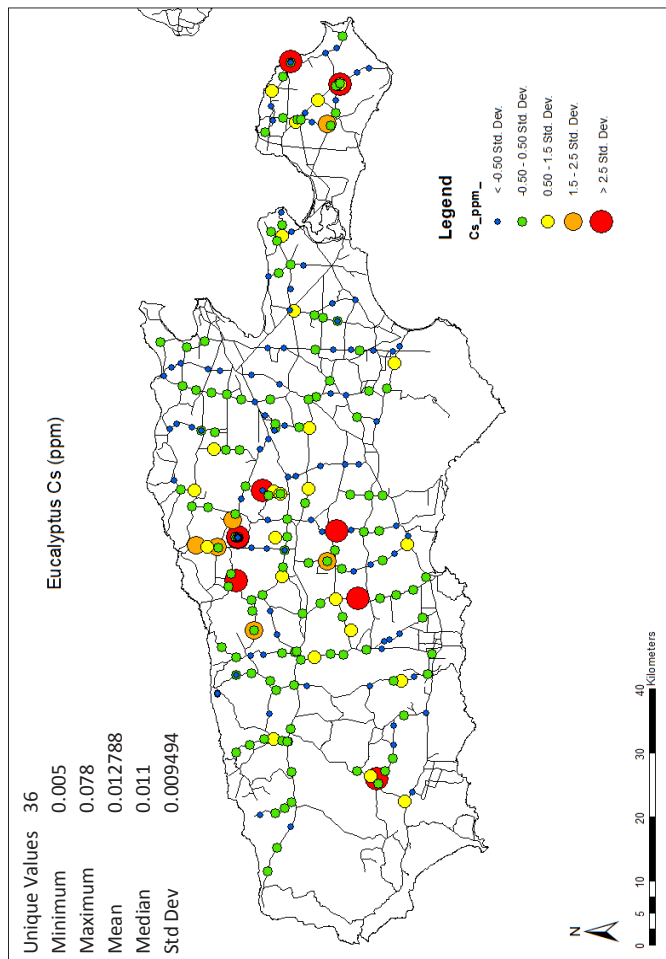 Unique Values 36
Minimum 0.005
Maximum 0.078
Mean 0.012788
Median 0.011
Std Dev 0.009494
Eucalyptus Cs (ppm)
Legend
Cs_ppm_
< -0.50 Std. Dev.
-0.50 - 0.50 Std. Dev.
0.50 - 1.5 Std. Dev.
1.5 - 2.5 Std. Dev.
> 2.5 Std. Dev.
N
0 5 10 20 30 40
Kilometers